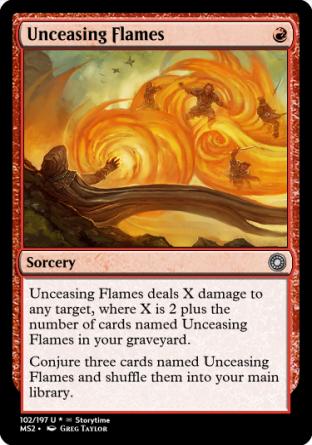 Unceasing Flames
Sorcery
Unceasing Flames deals X damage to
any target, where X is 2 plus the
number of cards named Unceasing
Flames in your graveyard.
Conjure three cards named Unceasing
Flames and shuffle them into your main
library.
102/197 U * ∞ Storytime
MS2 • GREG TAYLOR